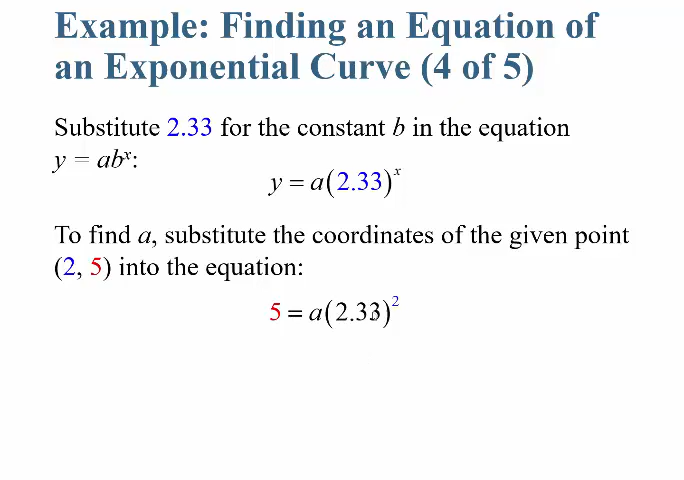 Example: Finding an Equation of
an Exponential Curve (4 of 5)
Substitute 2.33 for the constant b in the equation
y = abˣ:
y = a(2.33)ˣ
To find a, substitute the coordinates of the given point
(2, 5) into the equation:
5 = a(2.33)²